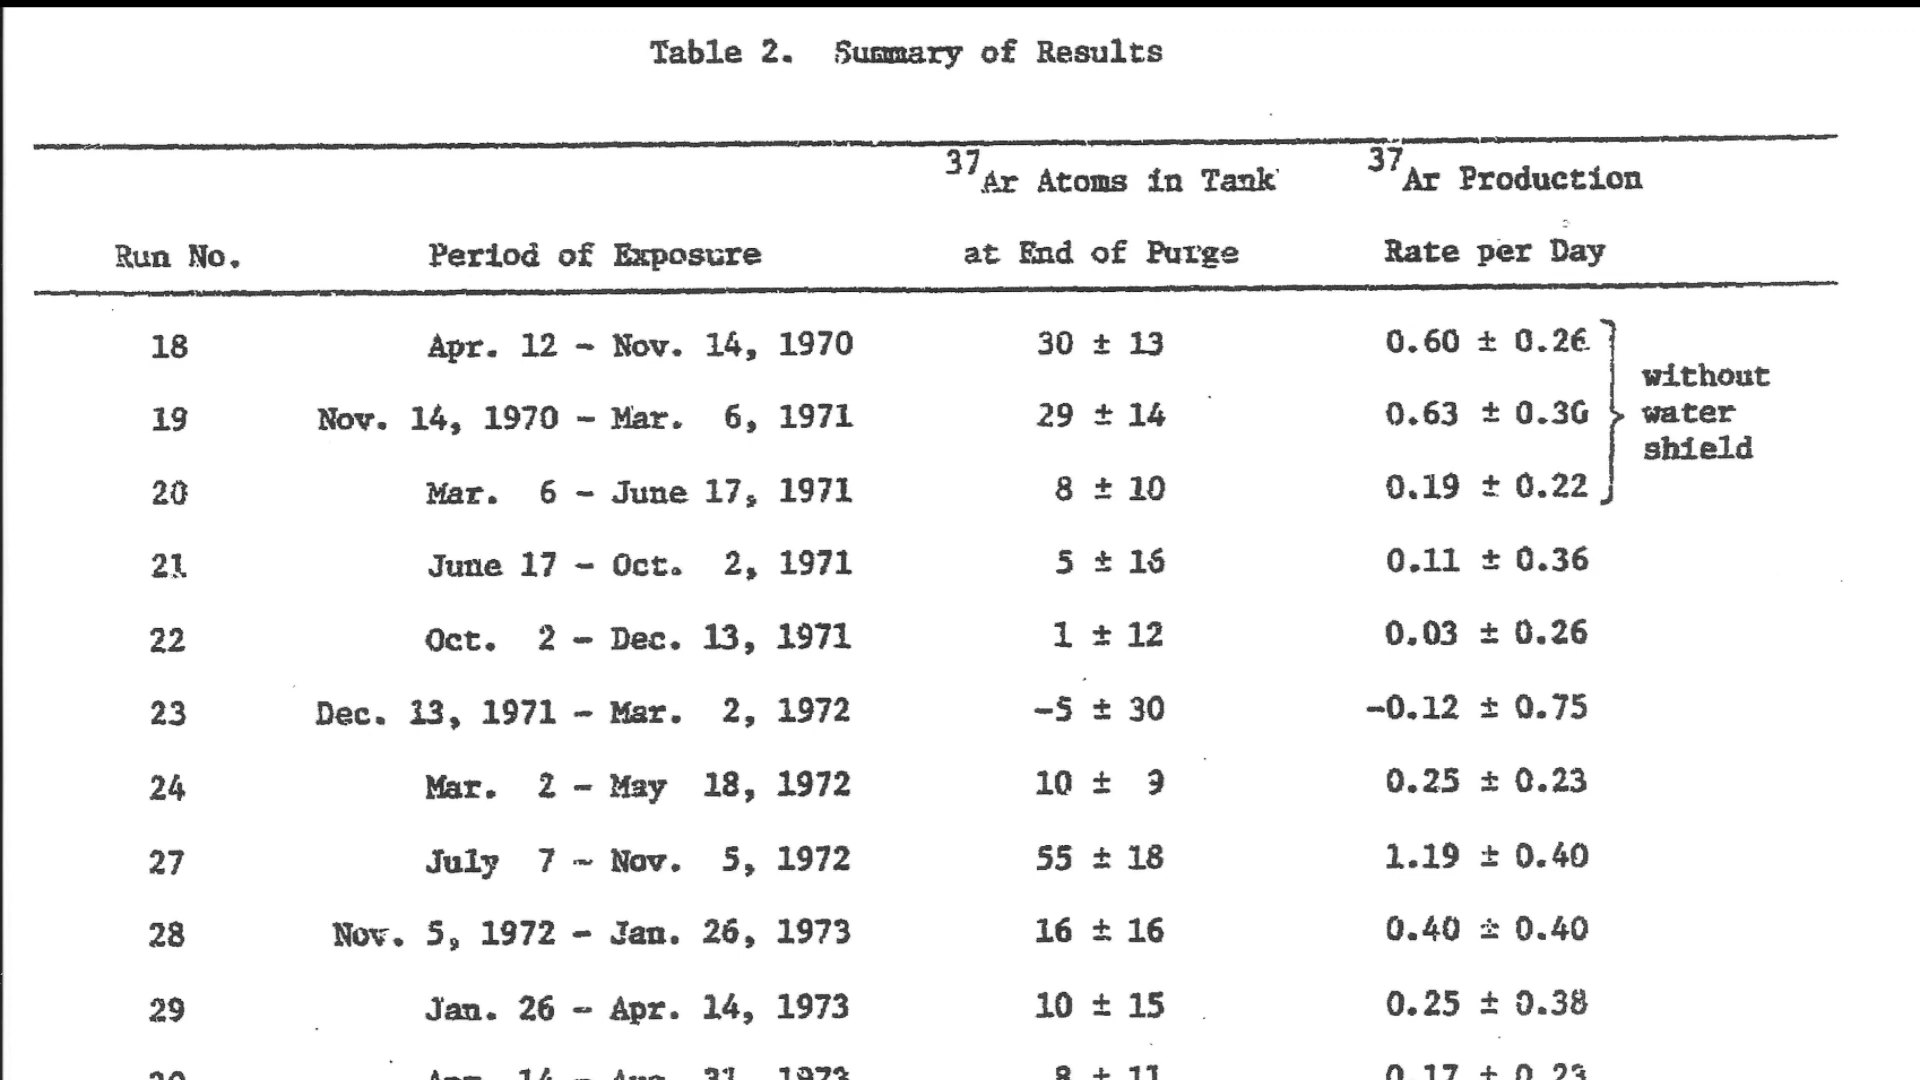 Table 2. Summary of Results
37Ar Atoms in Tank 37Ar Production
Run No. Period of Exposure at End of Purge Rate per Day
18 Apr. 12 - Nov. 14, 1970 30 ± 13 0.60 ± 0.26
19 Nov. 14, 1970 - Mar. 6, 1971 29 ± 14 0.63 ± 0.30
20 Mar. 6 - June 17, 1971 8 ± 10 0.19 ± 0.22
without
water
shield
21 June 17 - Oct. 2, 1971 5 ± 16 0.11 ± 0.36
22 Oct. 2 - Dec. 13, 1971 1 ± 12 0.03 ± 0.26
23 Dec. 13, 1971 - Mar. 2, 1972 -5 ± 30 -0.12 ± 0.75
24 Mar. 2 - May 18, 1972 10 ± 9 0.25 ± 0.23
27 July 7 - Nov. 5, 1972 55 ± 18 1.19 ± 0.40
28 Nov. 5, 1972 - Jan. 26, 1973 16 ± 16 0.40 ± 0.40
29 Jan. 26 - Apr. 14, 1973 10 ± 15 0.25 ± 0.38